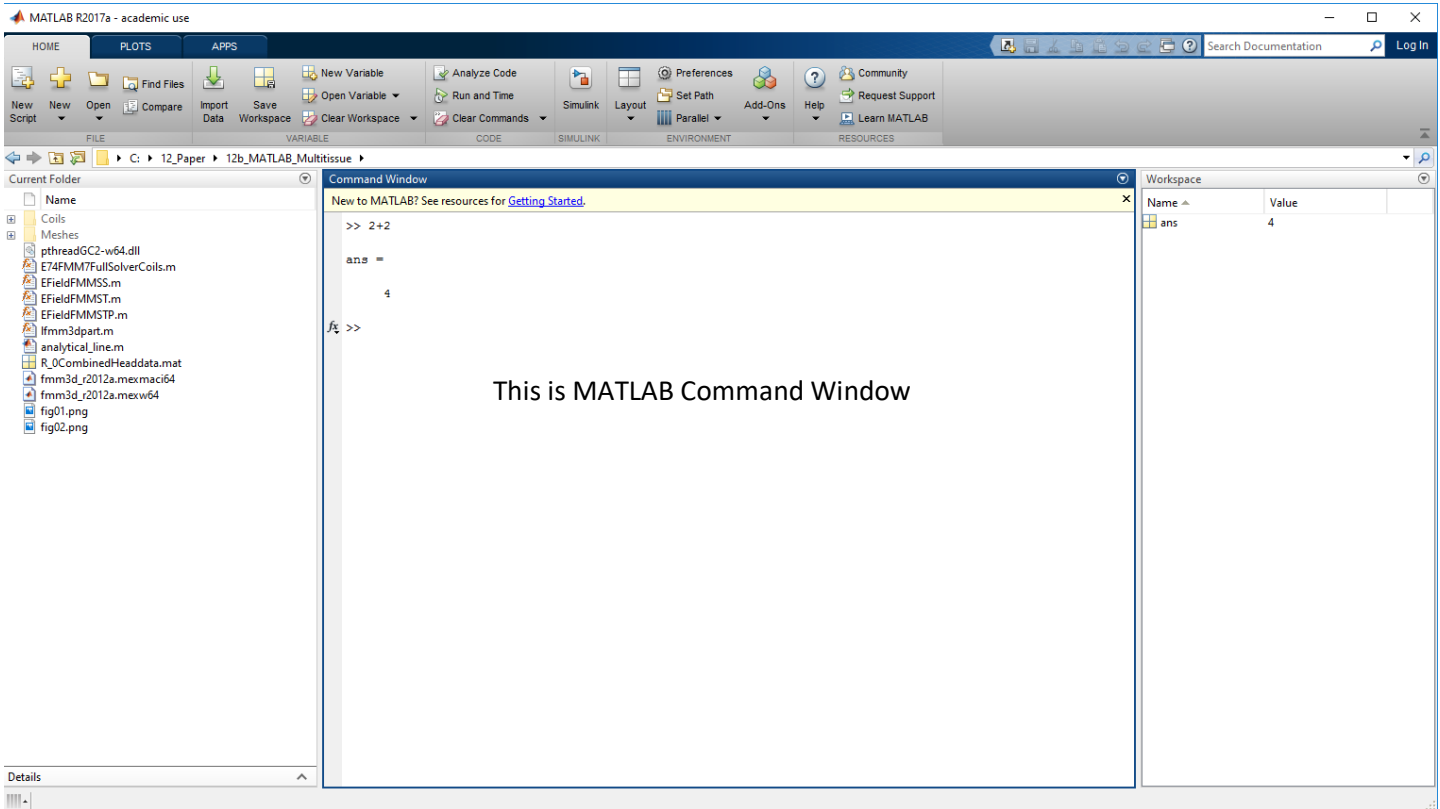 MATLAB R2017a - academic use
HOME PLOTS APPS
Search Documentation
Log In
New Script
New
Open
Find Files
Compare
Import Data
Save Workspace
New Variable
Open Variable
Clear Workspace
Analyze Code
Run and Time
Clear Commands
Simulink
Layout
Preferences
Set Path
Parallel
Add-Ons
Help
Community
Request Support
Learn MATLAB
FILE VARIABLE CODE SIMULINK ENVIRONMENT RESOURCES
C: 12_Paper 12b_MATLAB_Multitissue
Current Folder
Name
Coils
Meshes
pthreadGC2-w64.dll
E74FMM7FullSolverCoils.m
EFieldFMMSS.m
EFieldFMMST.m
EFieldFMMSTP.m
lfmm3dpart.m
analytical_line.m
R_0CombinedHeaddata.mat
fmm3d_r2012a.mexmaci64
fmm3d_r2012a.mexw64
fig01.png
fig02.png
Details
Command Window
New to MATLAB? See resources for Getting Started.
>> 2+2
ans =
4
fx >>
This is MATLAB Command Window
Workspace
Name Value
ans 4